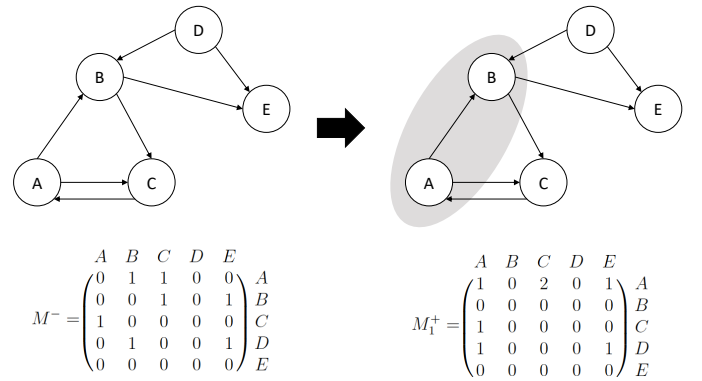 D
B
E
A
C
D
B
E
A
C
A B C D E
0 1 1 0 0 A
0 0 1 0 1 B
M⁻ = 1 0 0 0 0 C
0 1 0 0 1 D
0 0 0 0 0 E
A B C D E
1 0 2 0 1 A
0 0 0 0 0 B
M₁⁺ = 1 0 0 0 0 C
1 0 0 0 1 D
0 0 0 0 0 E